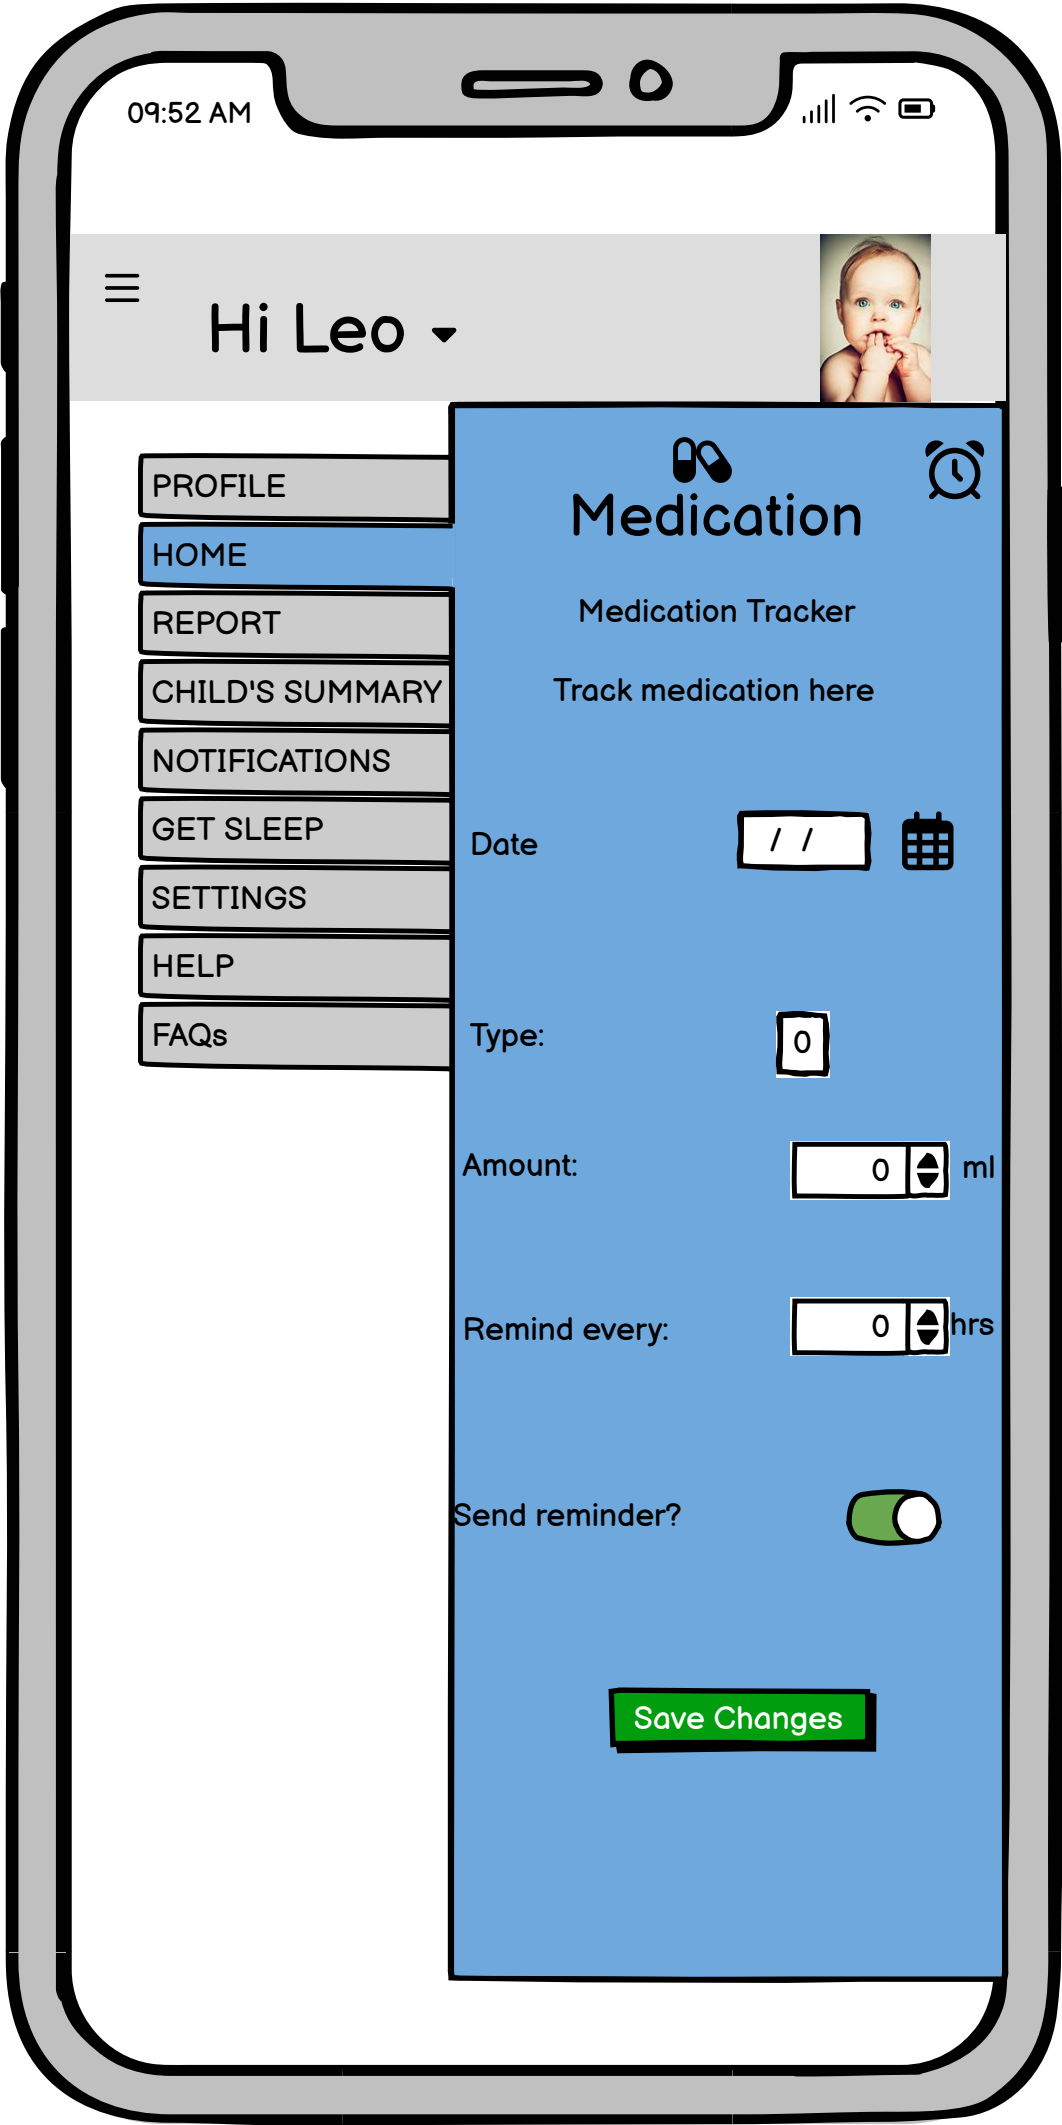 09:52 AM
Hi Leo
PROFILE
HOME
REPORT
CHILD'S SUMMARY
NOTIFICATIONS
GET SLEEP
SETTINGS
HELP
FAQs
Medication
Medication Tracker
Track medication here
Date / /
Type: 0
Amount: 0 ml
Remind every: 0 hrs
Send reminder?
Save Changes